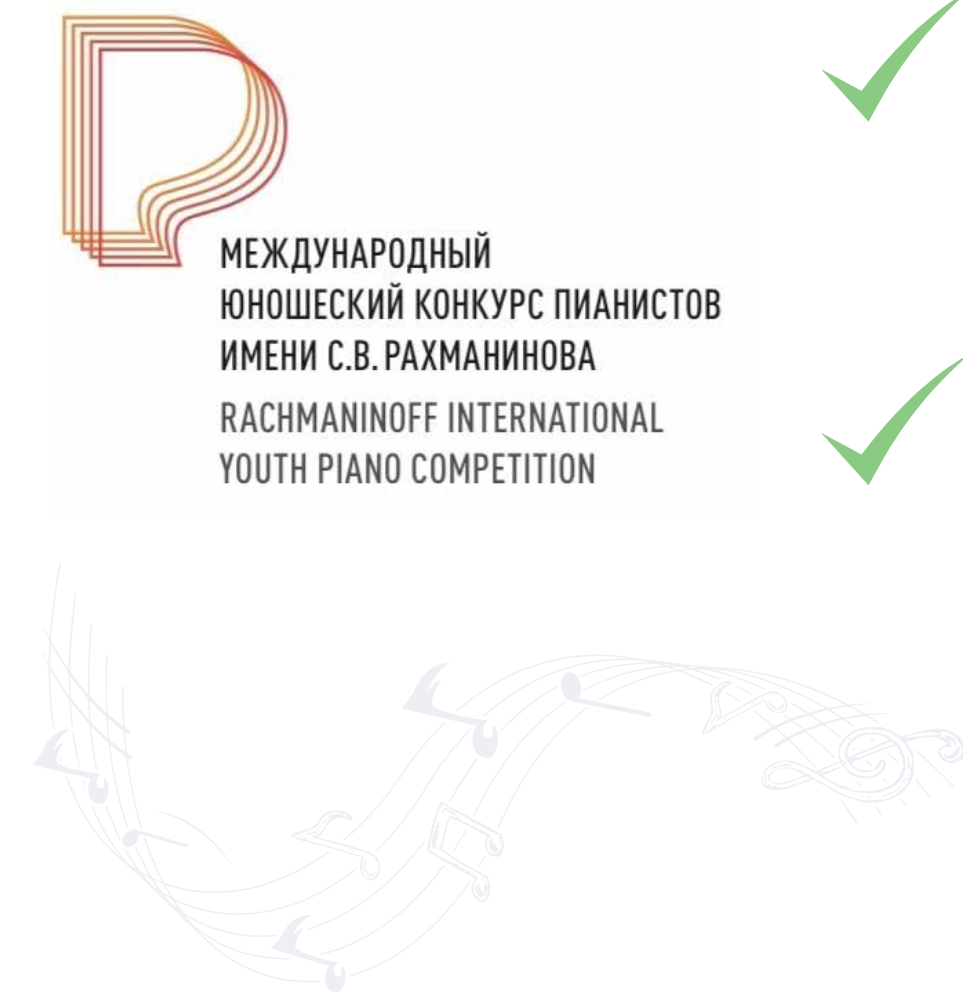 МЕЖДУНАРОДНЫЙ
ЮНОШЕСКИЙ КОНКУРС ПИАНИСТОВ
ИМЕНИ С.В. РАХМАНИНОВА
RACHMANINOFF INTERNATIONAL
YOUTH PIANO COMPETITION